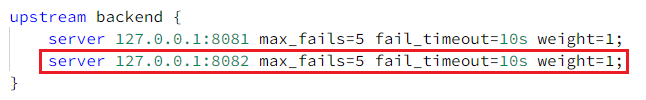 upstream backend {
server 127.0.0.1:8081 max_fails=5 fail_timeout=10s weight=1;
server 127.0.0.1:8082 max_fails=5 fail_timeout=10s weight=1;
}